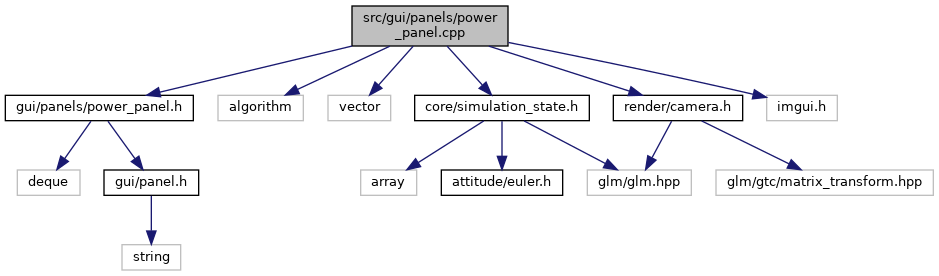 src/gui/panels/power
_panel.cpp
gui/panels/power_panel.h
algorithm
vector
core/simulation_state.h
render/camera.h
imgui.h
deque
gui/panel.h
array
attitude/euler.h
glm/glm.hpp
glm/gtc/matrix_transform.hpp
string